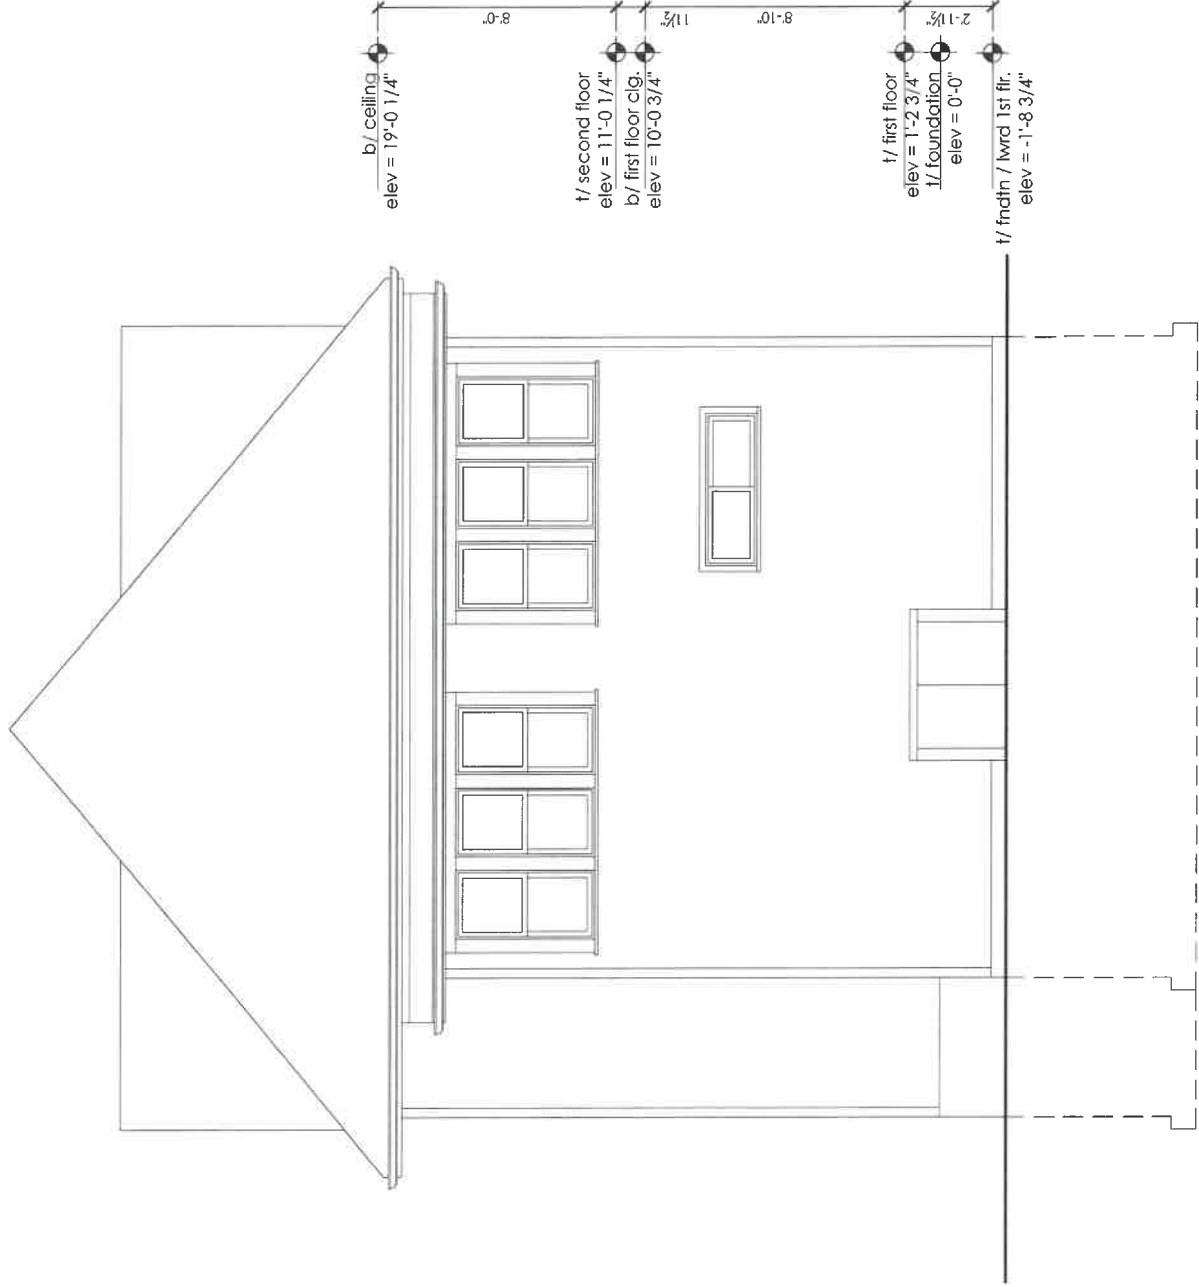 b/ ceiling
elev = 19'-0 1/4"
t/ second floor
elev = 11'-0 1/4"
b/ first floor clg.
elev = 10'-0 3/4"
t/ first floor
elev = 1'-2 3/4"
t/ foundation
elev = 0'-0"
t/ fndtn / lwrd 1st flr.
elev = -1'-8 3/4"
8'-0"
11½"
8'-10"
2'-11½"